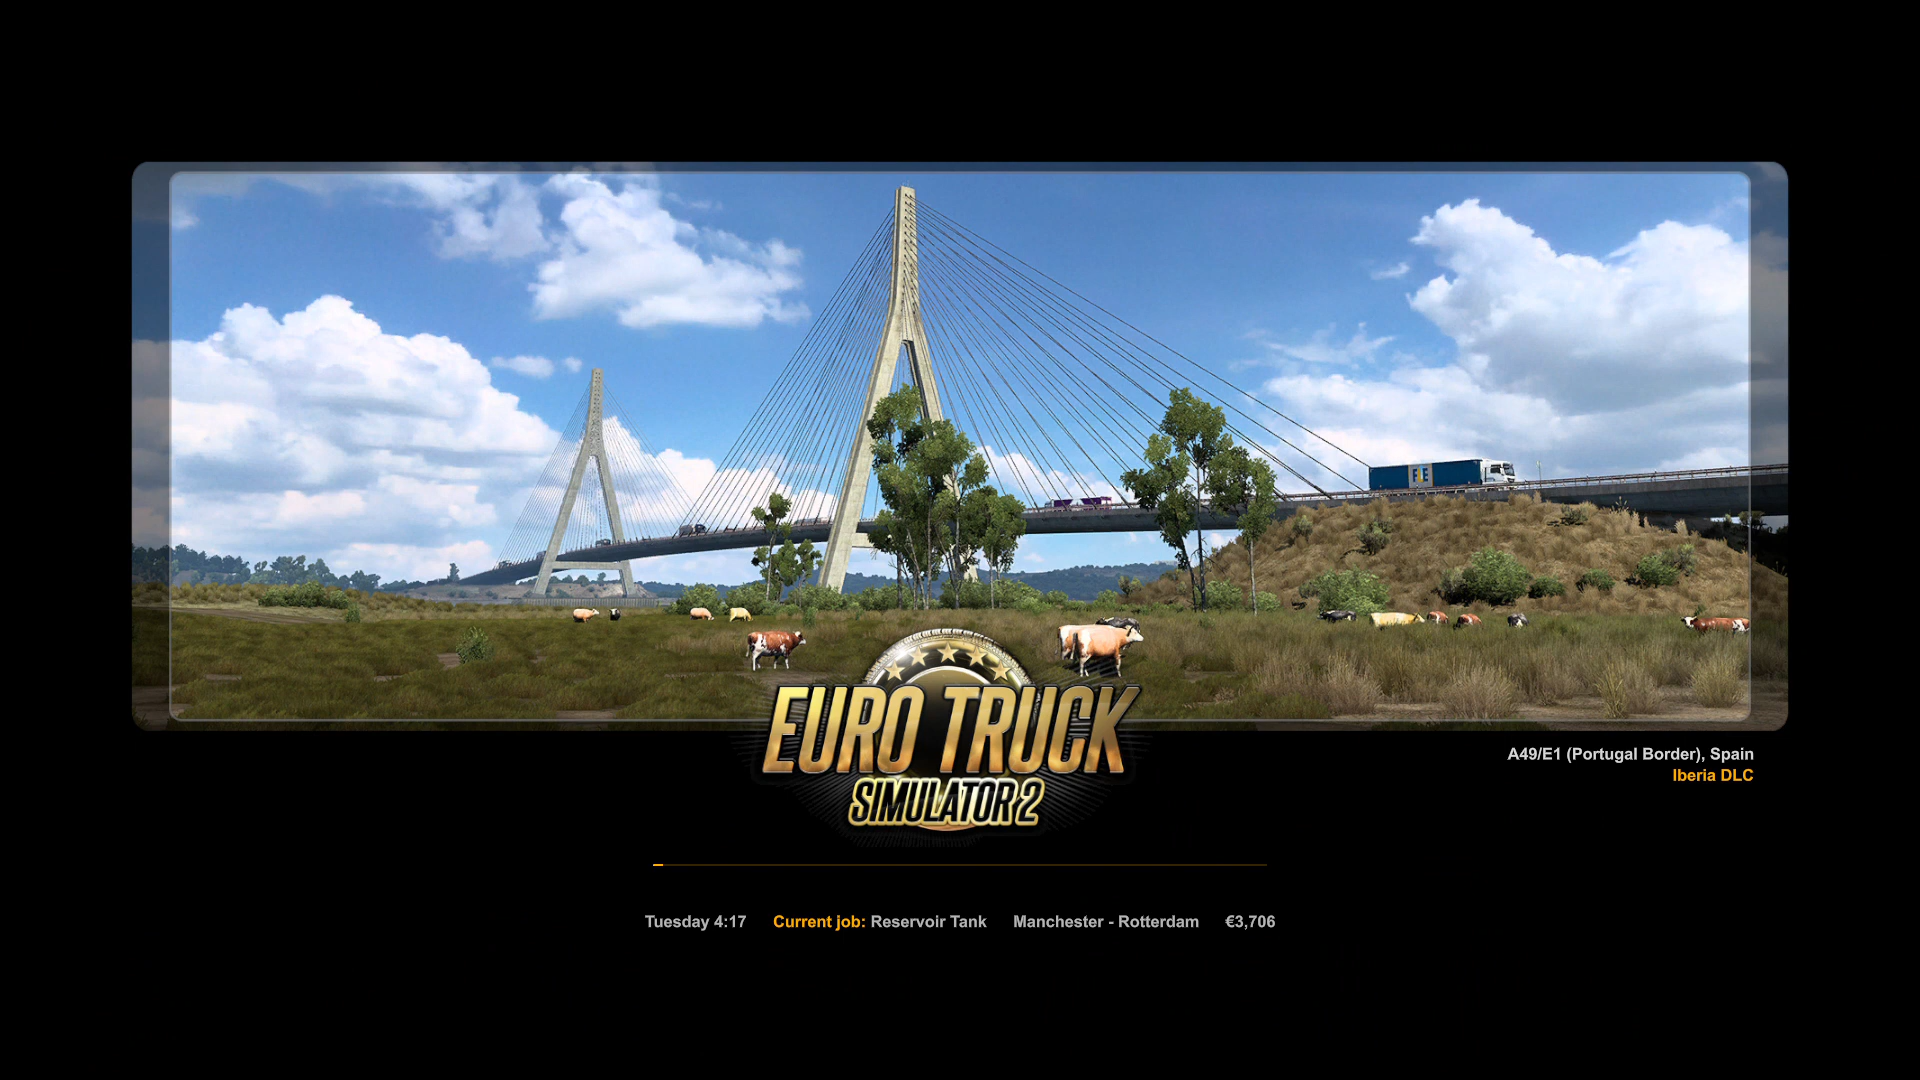 EURO TRUCK
SIMULATOR 2
A49/E1 (Portugal Border), Spain
Iberia DLC
Tuesday 4:17 Current job: Reservoir Tank Manchester - Rotterdam €3,706